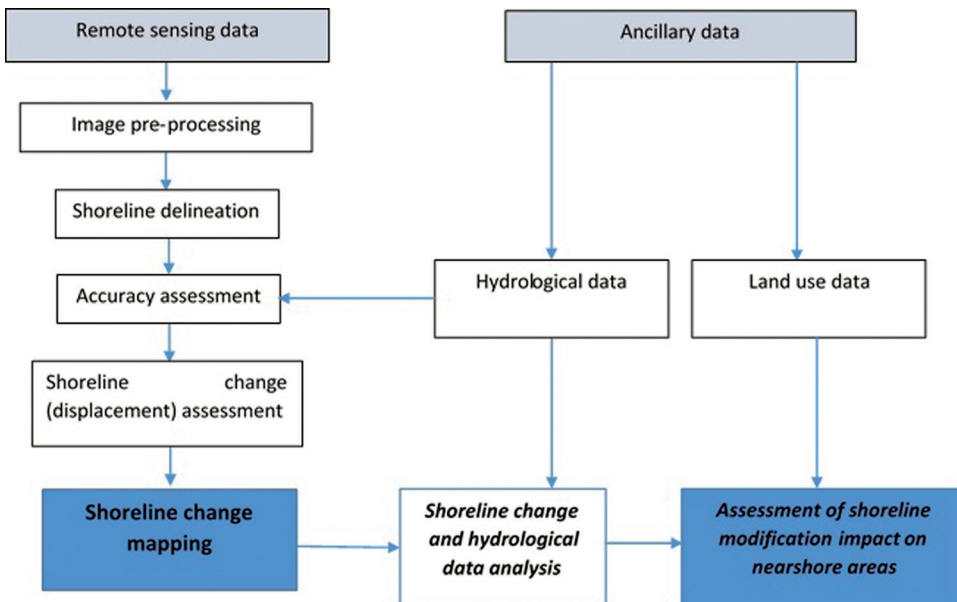 Remote sensing data
Ancillary data
Image pre-processing
Shoreline delineation
Accuracy assessment
Hydrological data
Land use data
Shoreline change
(displacement) assessment
Shoreline change
mapping
Shoreline change
and hydrological
data analysis
Assessment of shoreline
modification impact on
nearshore areas